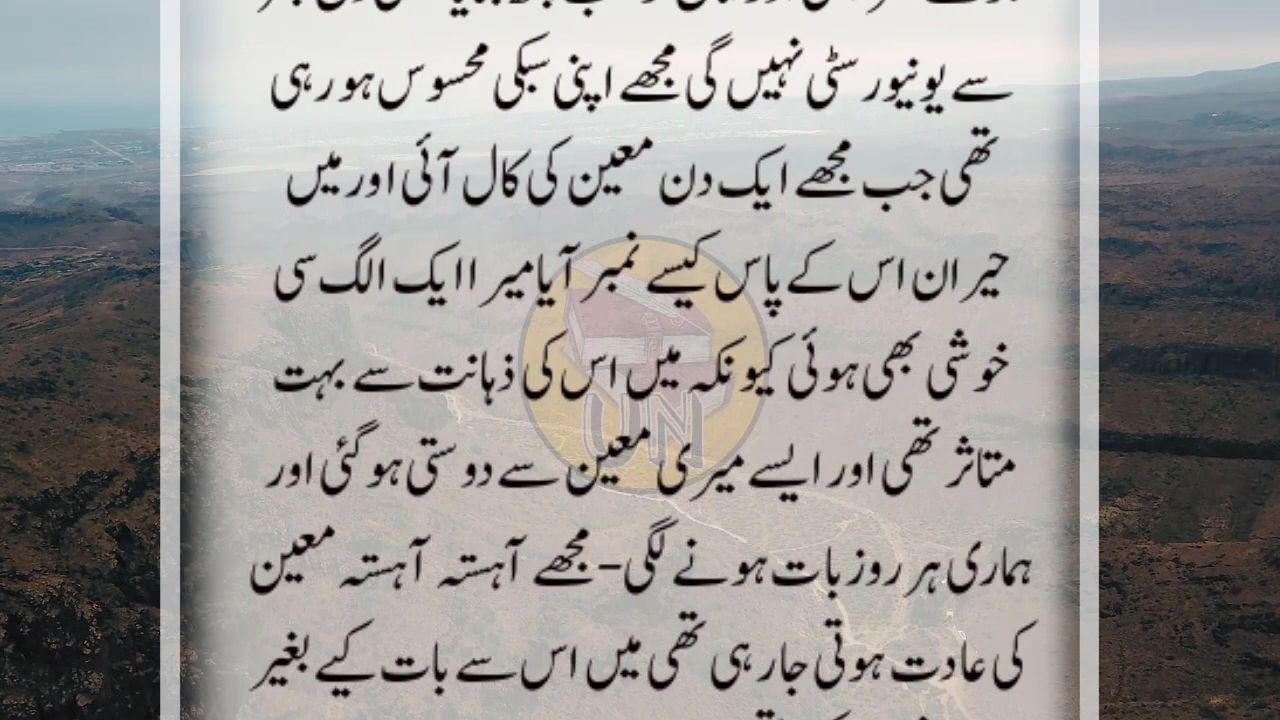 سے یونیورسٹی نہیں گی مجھے اپنی سبکی محسوس ہو رہی
تھی جب مجھے ایک دن معین کی کال آئی اور میں
حیران اس کے پاس کیسے نمبر آیا میرا ایک الگ سی
خوشی بھی ہوئی کیونکہ میں اس کی ذہانت سے بہت
متاثر تھی اور ایسے میری معین سے دوستی ہو گئی اور
ہماری ہر روز بات ہونے لگی- مجھے آہستہ آہستہ معین
کی عادت ہوتی جا رہی تھی میں اس سے بات کیے بغیر
UN